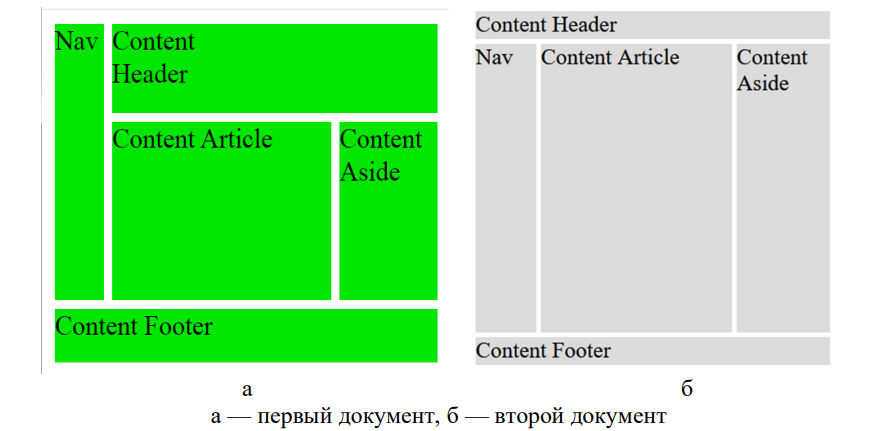 Nav
Content
Header
Content Article
Content
Aside
Content Footer
Content Header
Nav
Content Article
Content
Aside
Content Footer
а
б
а — первый документ, б — второй документ